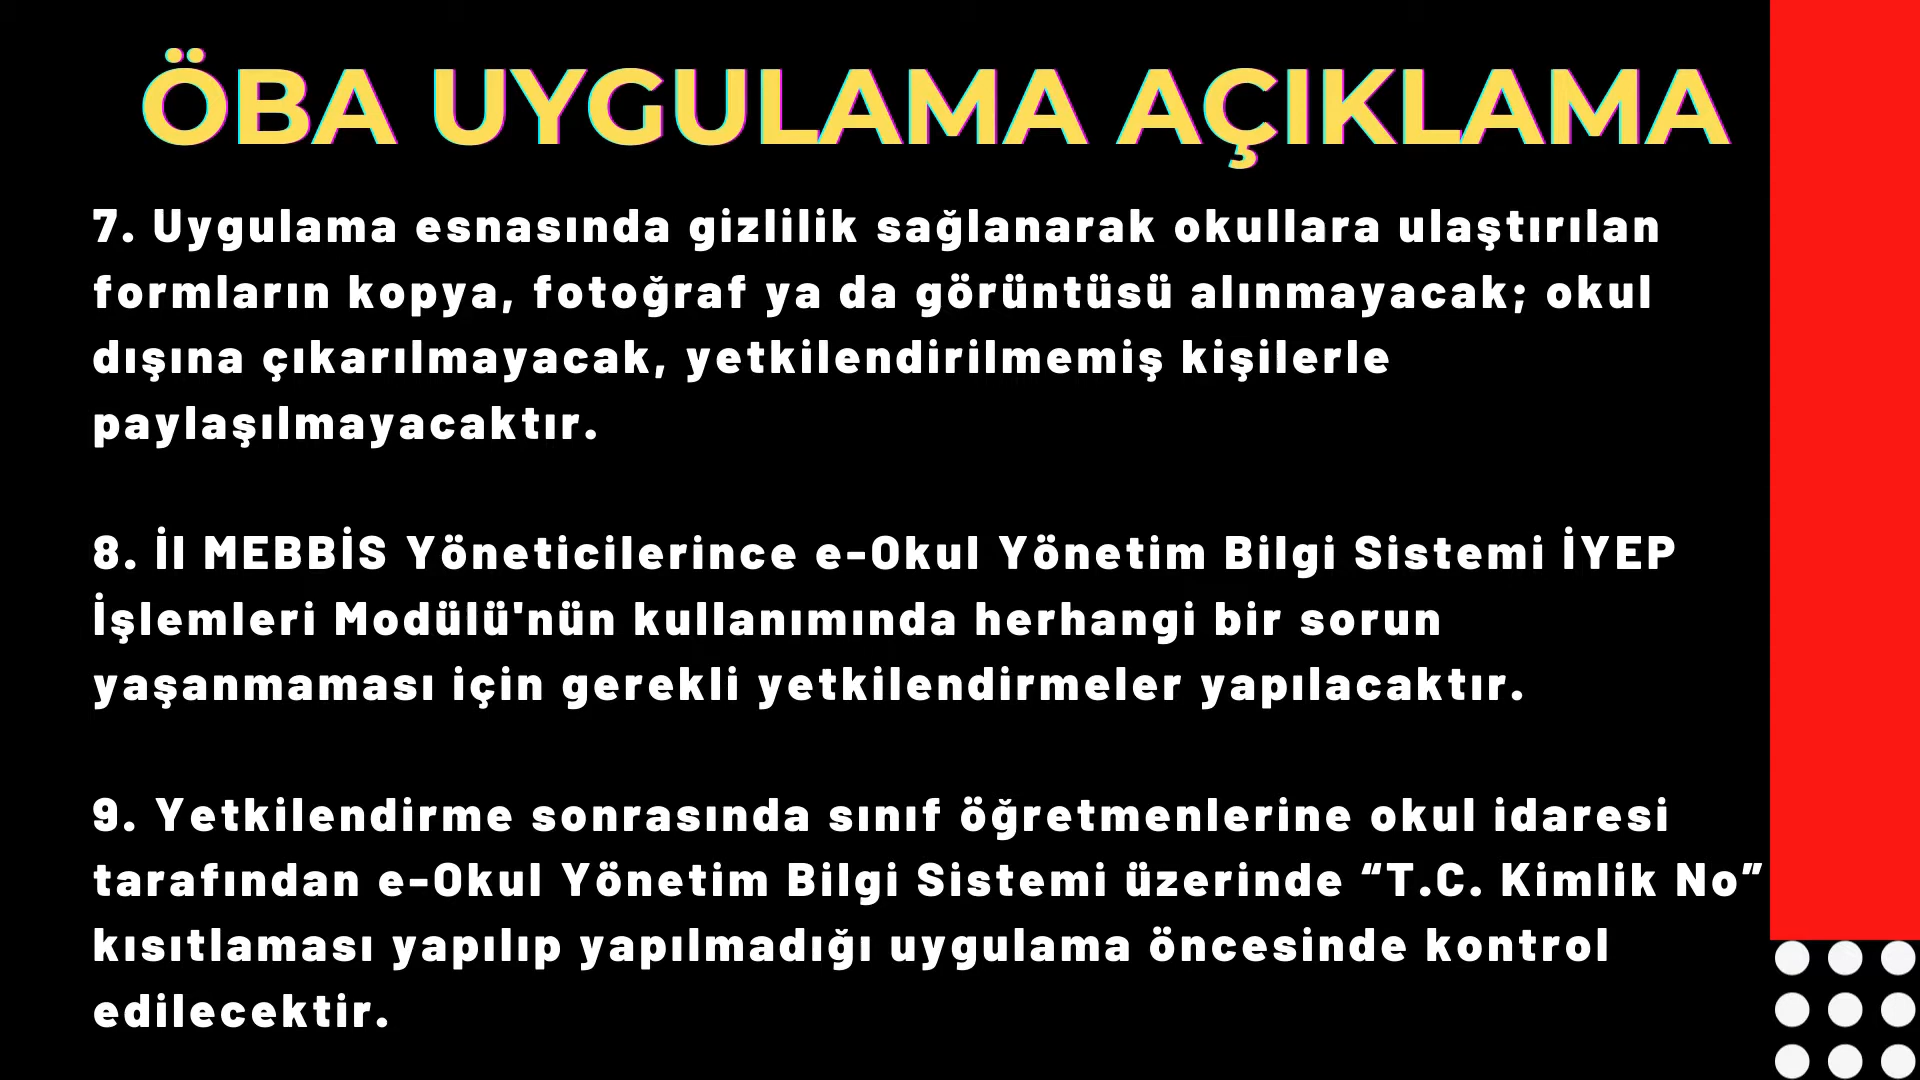 ÖBA UYGULAMA AÇIKLAMA
7. Uygulama esnasında gizlilik sağlanarak okullara ulaştırılan
formların kopya, fotoğraf ya da görüntüsü alınmayacak; okul
dışına çıkarılmayacak, yetkilendirilmemiş kişilerle
paylaşılmayacaktır.
8. İl MEBBİS Yöneticilerince e-Okul Yönetim Bilgi Sistemi İYEP
İşlemleri Modülü'nün kullanımında herhangi bir sorun
yaşanmaması için gerekli yetkilendirmeler yapılacaktır.
9. Yetkilendirme sonrasında sınıf öğretmenlerine okul idaresi
tarafından e-Okul Yönetim Bilgi Sistemi üzerinde “T.C. Kimlik No”
kısıtlaması yapılıp yapılmadığı uygulama öncesinde kontrol
edilecektir.